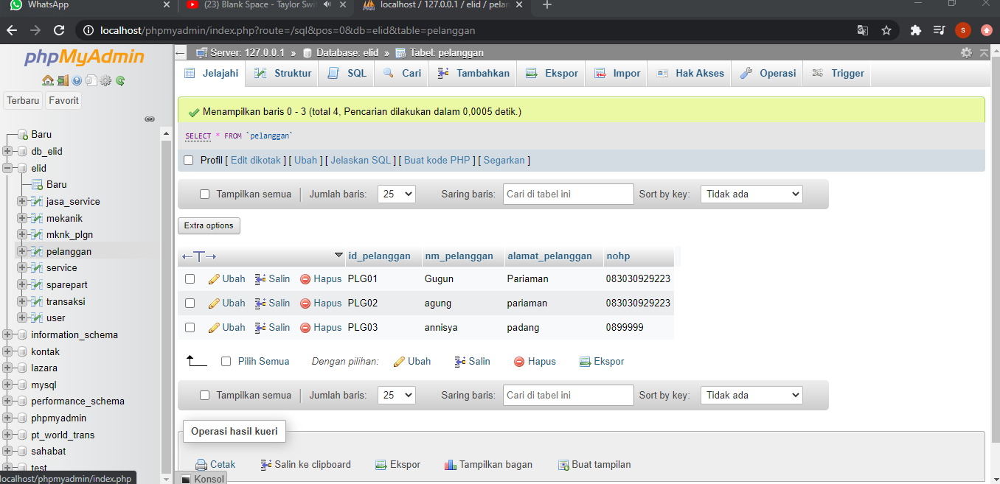 WhatsApp
(23) Blank Space - Taylor Swi
localhost / 127.0.0.1 / elid / pelan
localhost/phpmyadmin/index.php?route=/sql&pos=0&db=elid&table=pelanggan
S
phpMyAdmin
Terbaru Favorit
Baru
db_elid
elid
Baru
jasa_service
mekanik
mknk_plgn
pelanggan
service
sparepart
transaksi
user
information_schema
kontak
lazara
mysql
performance_schema
phpmyadmin
pt_world_trans
sahabat
test
localhost/phpmyadmin/index.php
Server: 127.0.0.1 » Database: elid » Tabel: pelanggan
Jelajahi Struktur SQL Cari Tambahkan Ekspor Impor Hak Akses Operasi Trigger
Menampilkan baris 0 - 3 (total 4, Pencarian dilakukan dalam 0,0005 detik.)
SELECT * FROM `pelanggan`
Profil [ Edit dikotak ] [ Ubah ] [ Jelaskan SQL ] [ Buat kode PHP ] [ Segarkan ]
Tampilkan semua Jumlah baris: 25 Saring baris: Cari di tabel ini Sort by key: Tidak ada
Extra options
id_pelanggan nm_pelanggan alamat_pelanggan nohp
Ubah Salin Hapus PLG01 Gugun Pariaman 083030929223
Ubah Salin Hapus PLG02 agung pariaman 083030929223
Ubah Salin Hapus PLG03 annisya padang 0899999
Pilih Semua Dengan pilihan: Ubah Salin Hapus Ekspor
Tampilkan semua Jumlah baris: 25 Saring baris: Cari di tabel ini Sort by key: Tidak ada
Operasi hasil kueri
Cetak Salin ke clipboard Ekspor Tampilkan bagan Buat tampilan
Konsol